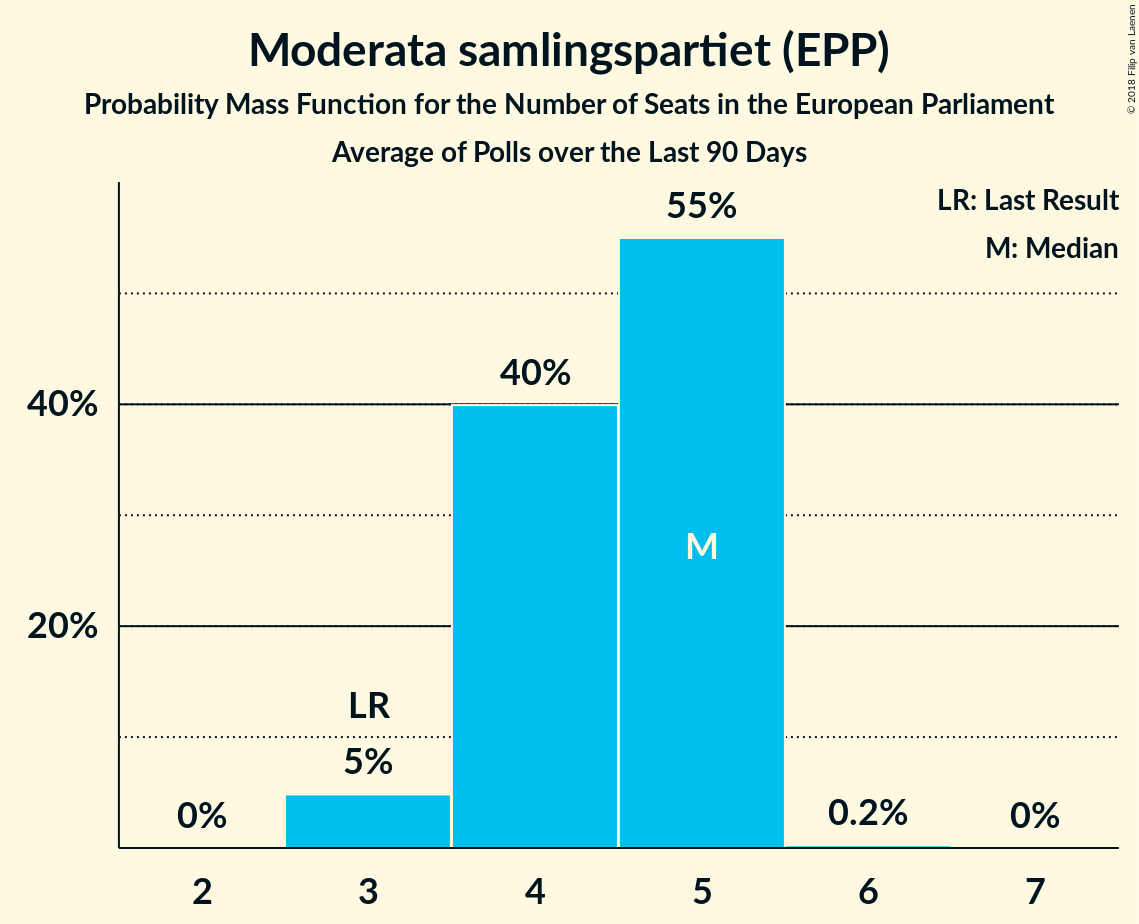 Moderata samlingspartiet (EPP)
Probability Mass Function for the Number of Seats in the European Parliament
Average of Polls over the Last 90 Days
© 2018 Filip van Laenen
LR: Last Result
M: Median
55%
40%
40%
M
20%
LR
5%
0%
0.2%
0%
2 3 4 5 6 7